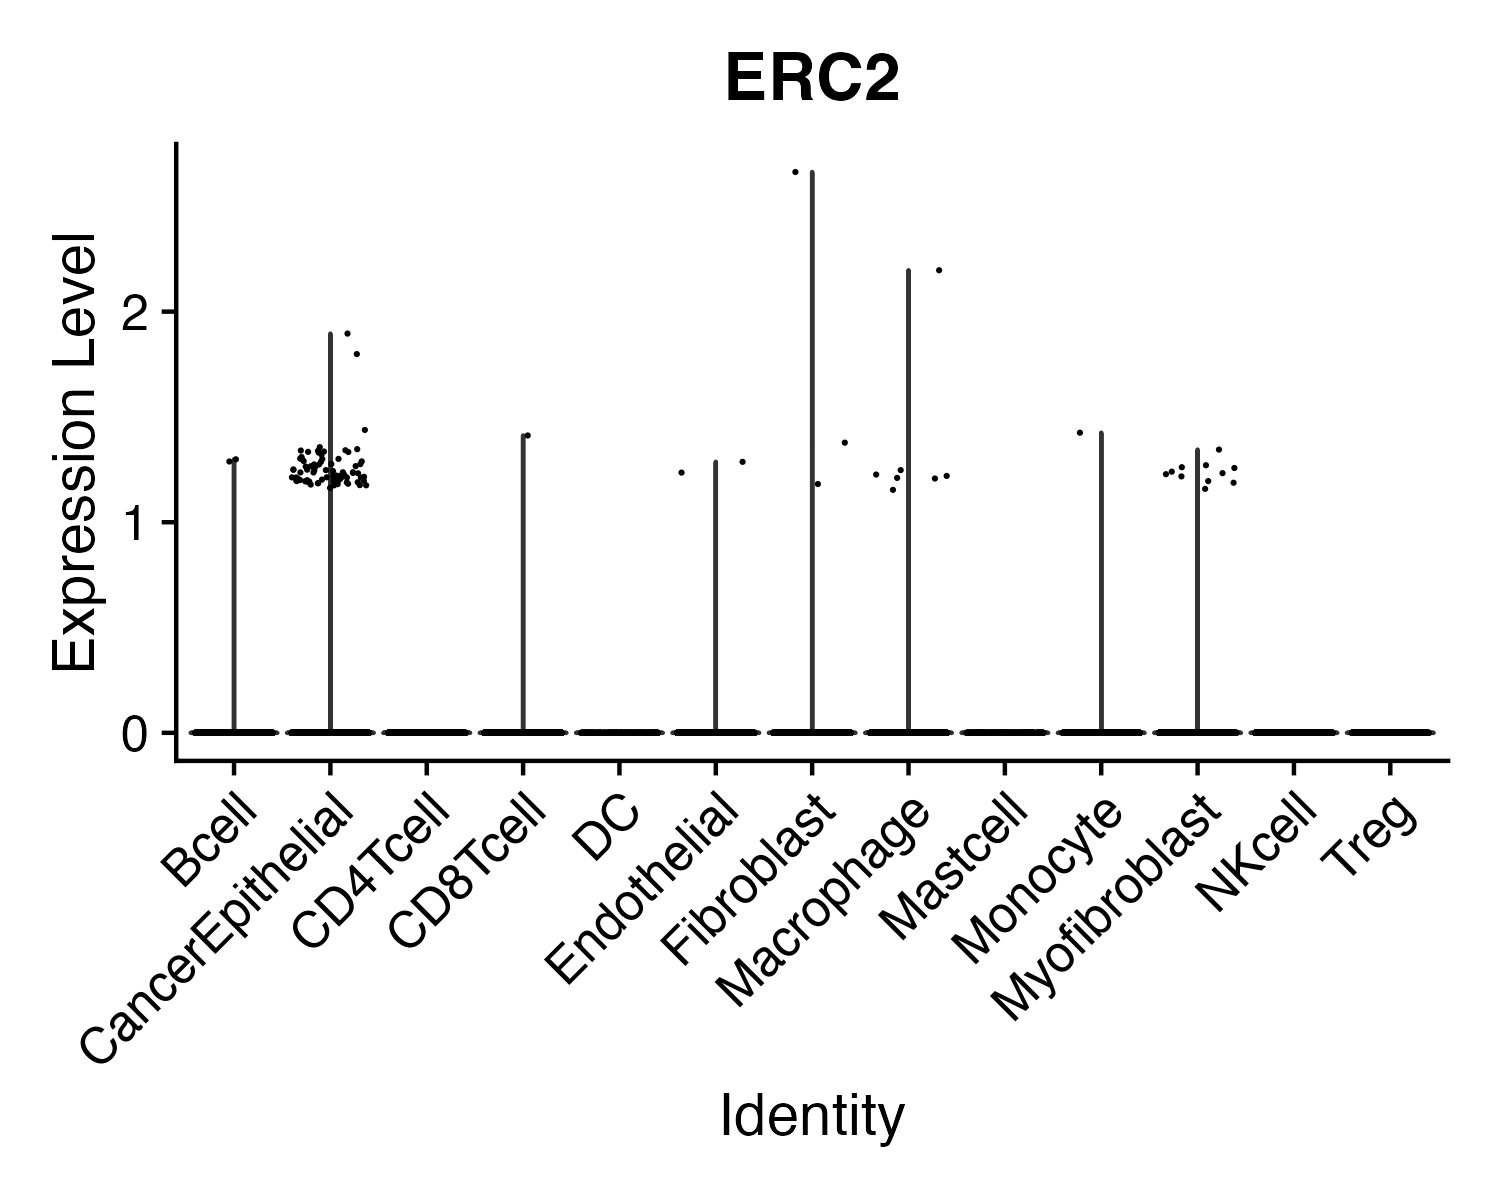 ERC2
Expression Level
2
1
0
Bcell
CancerEpithelial
CD4Tcell
CD8Tcell
DC
Endothelial
Fibroblast
Macrophage
Mastcell
Monocyte
Myofibroblast
NKcell
Treg
Identity